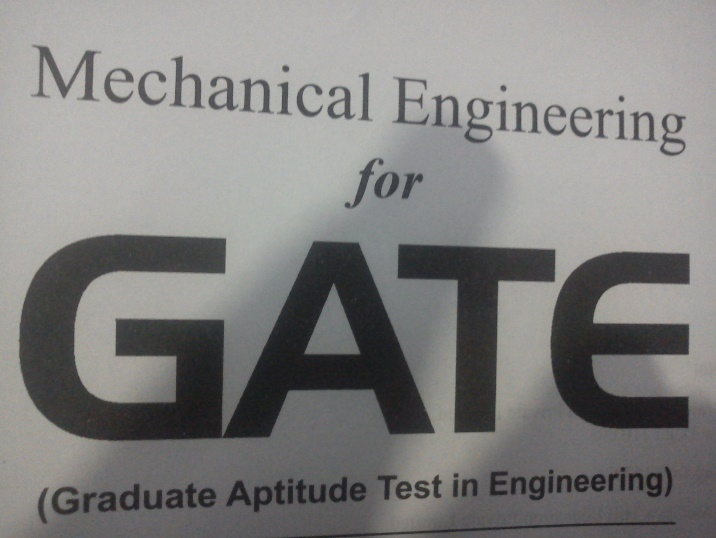 Mechanical Engineering
for
GATE
(Graduate Aptitude Test in Engineering)